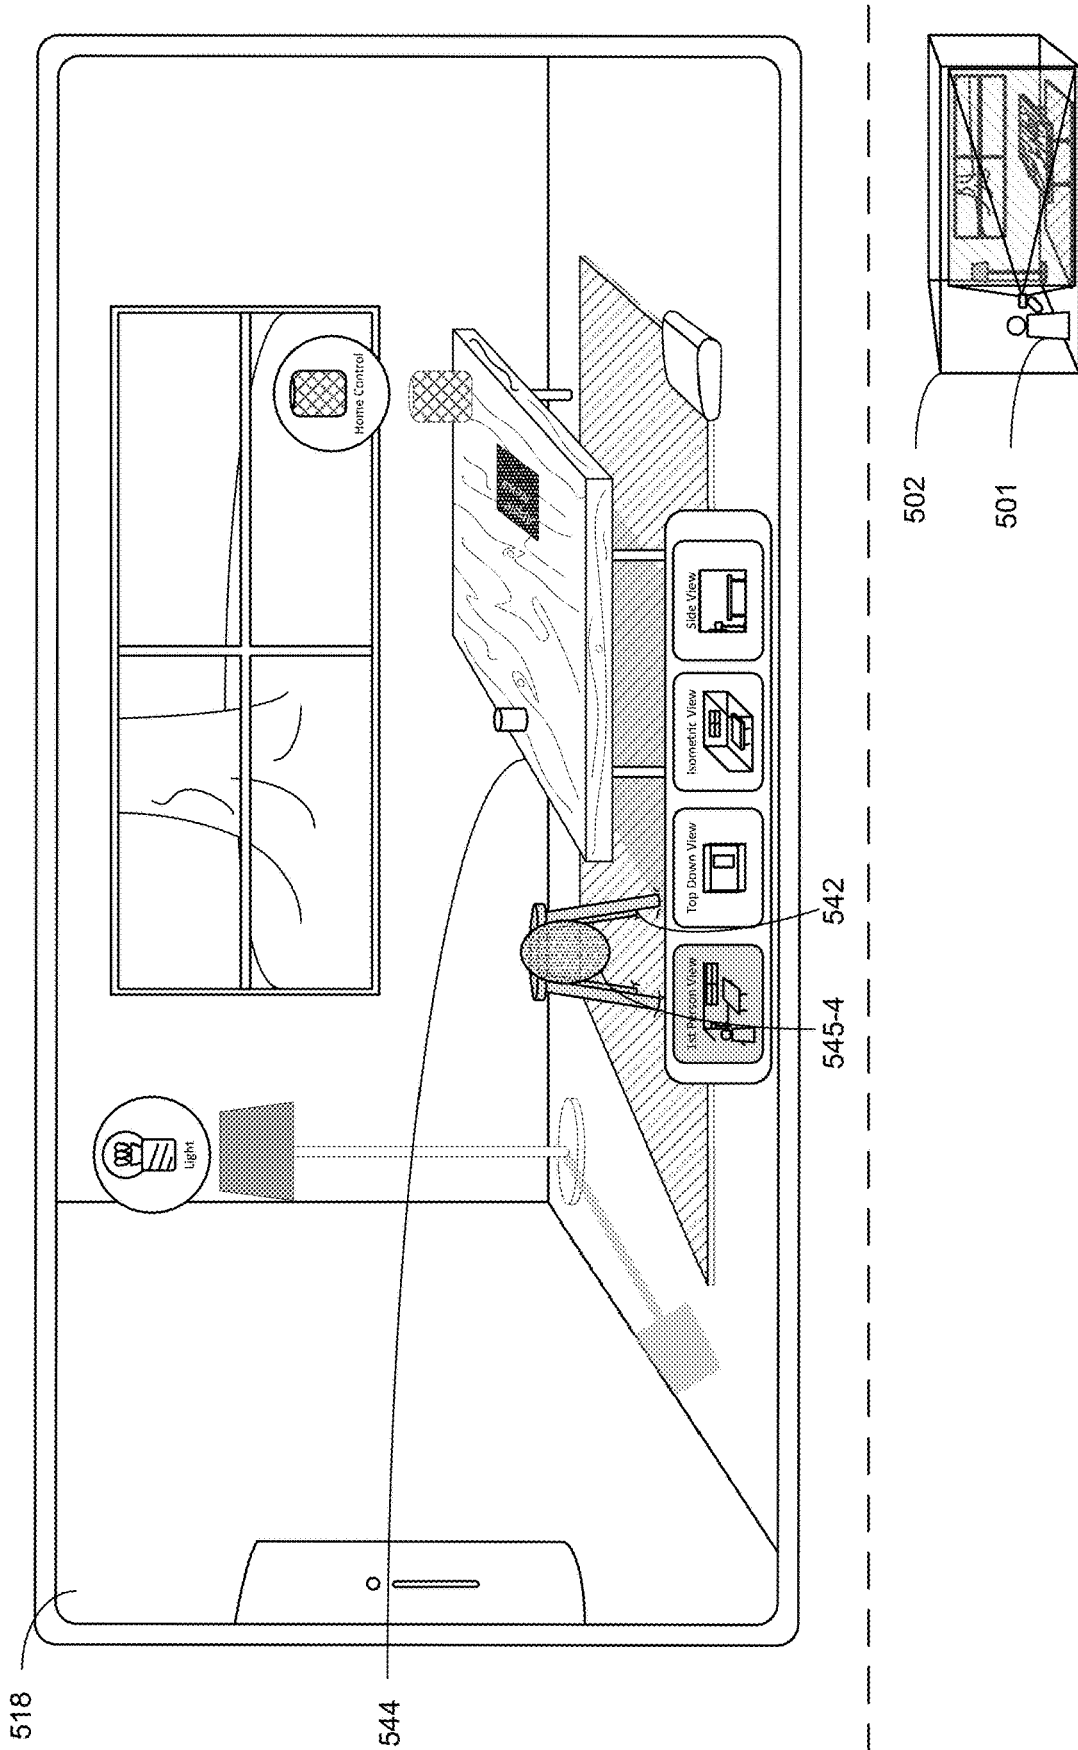 518
Light
Home Control
544
1st Person View
Top Down View
Isometric View
Side View
545-4
542
502
501